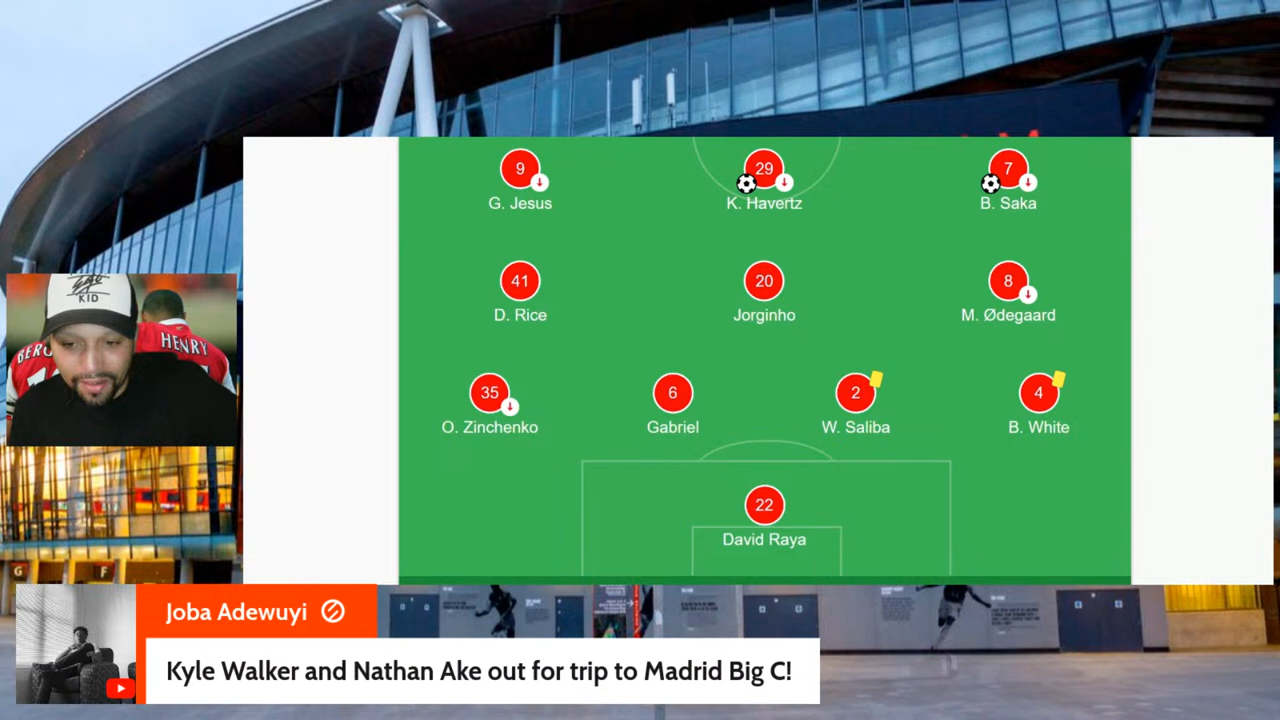 9
29
7
G. Jesus
K. Havertz
B. Saka
41
20
8
D. Rice
Jorginho
M. Ødegaard
35
6
2
4
O. Zinchenko
Gabriel
W. Saliba
B. White
22
David Raya
KID
HENRY
G
F
Joba Adewuyi
Kyle Walker and Nathan Ake out for trip to Madrid Big C!